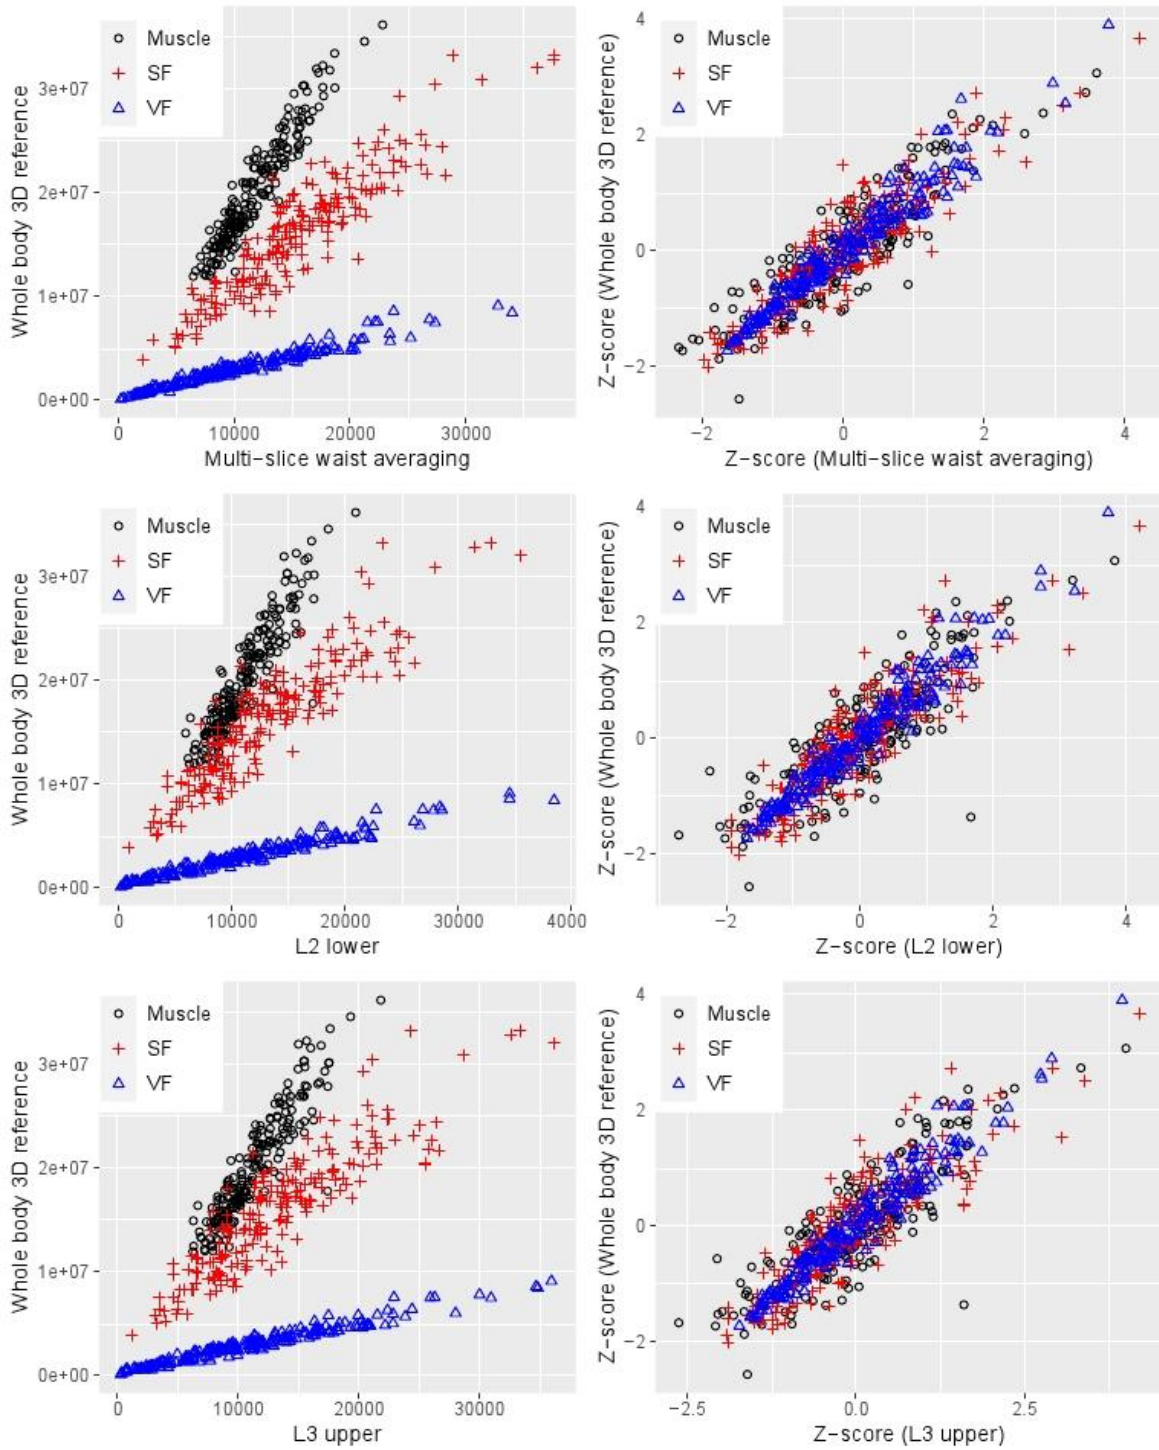 Muscle
SF
VF
Whole body 3D reference
3e+07
2e+07
1e+07
0e+00
0
10000
20000
30000
Multi-slice waist averaging
Muscle
SF
VF
Z-score (Whole body 3D reference)
4
2
0
−2
−2
0
2
4
Z-score (Multi-slice waist averaging)
Muscle
SF
VF
Whole body 3D reference
3e+07
2e+07
1e+07
0e+00
0
10000
20000
30000
4000
L2 lower
Muscle
SF
VF
Z-score (Whole body 3D reference)
4
2
0
−2
−2
0
2
4
Z-score (L2 lower)
Muscle
SF
VF
Whole body 3D reference
3e+07
2e+07
1e+07
0e+00
0
10000
20000
30000
L3 upper
Muscle
SF
VF
Z-score (Whole body 3D reference)
4
2
0
−2
−2.5
0.0
2.5
Z-score (L3 upper)